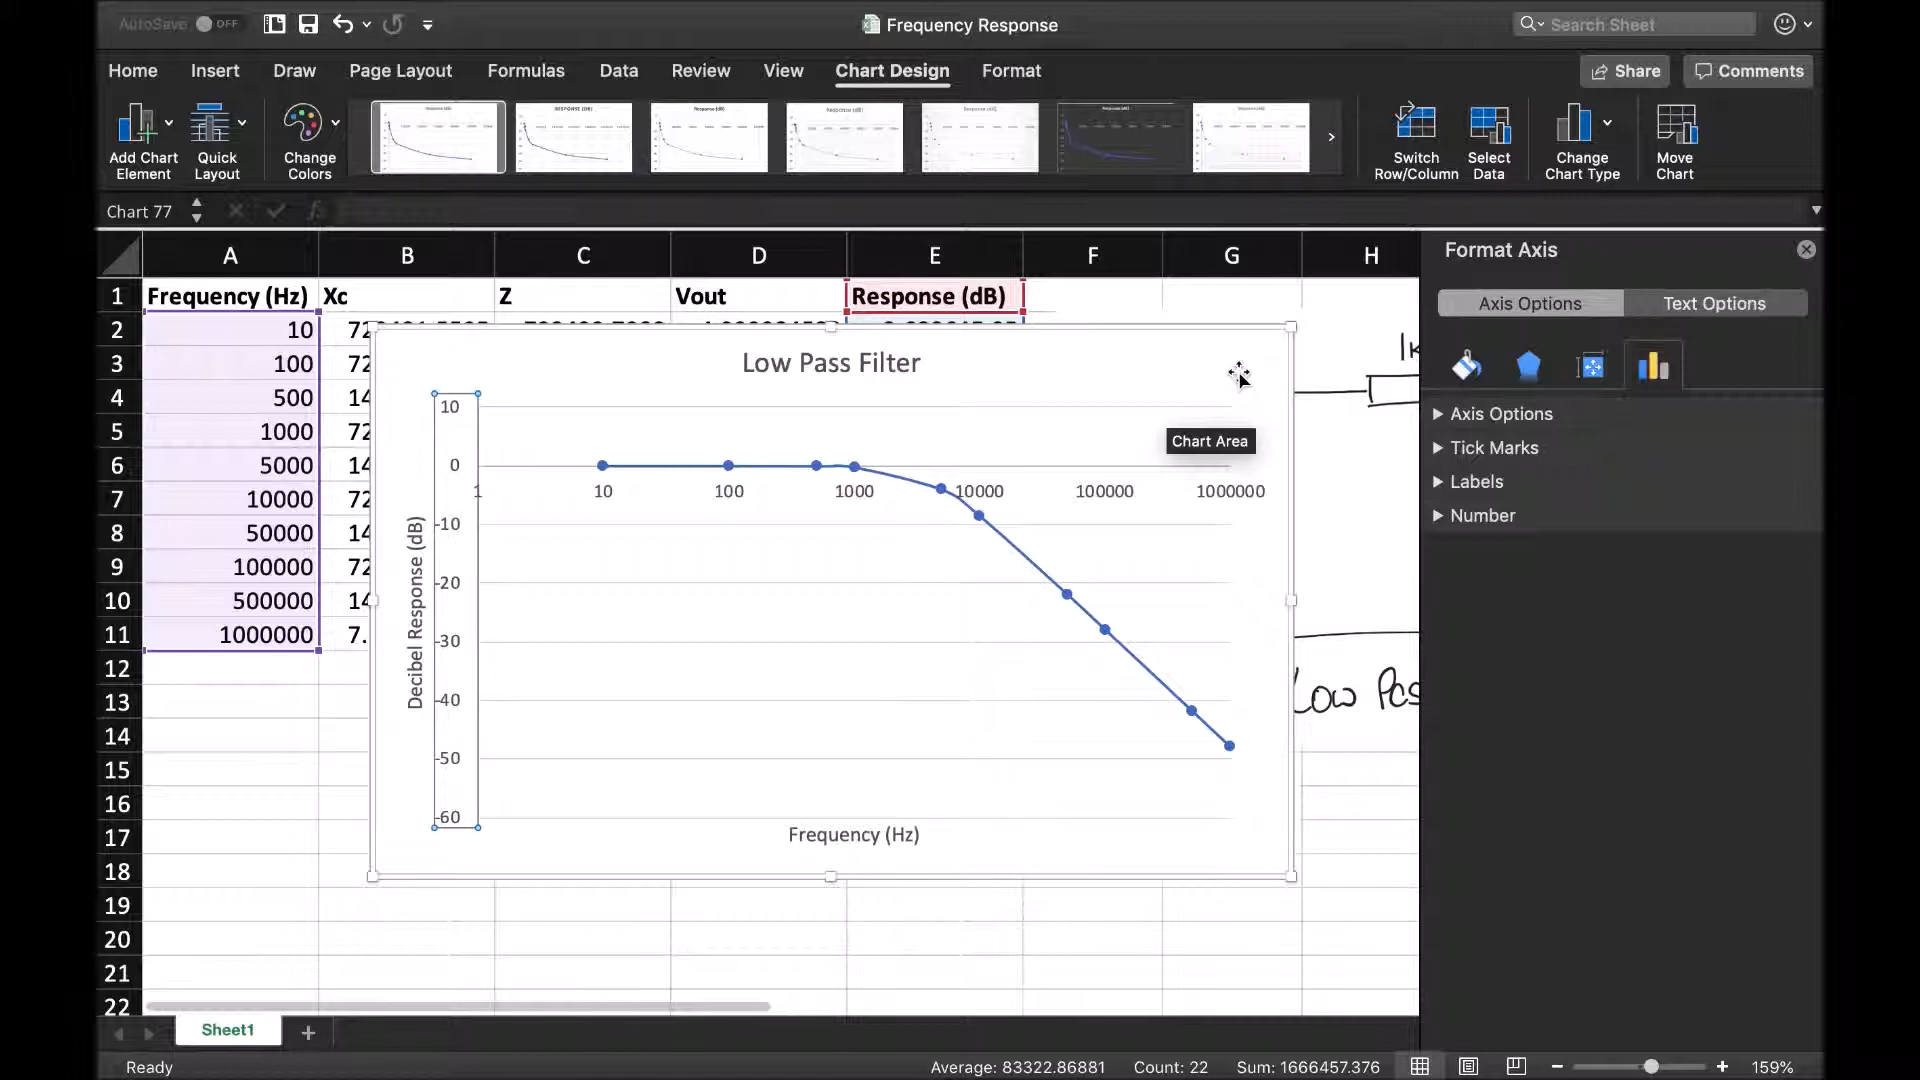 AutoSave OFF
Frequency Response
Search Sheet
Home Insert Draw Page Layout Formulas Data Review View Chart Design Format
Share Comments
Add Chart Element
Quick Layout
Change Colors
Switch Row/Column
Select Data
Change Chart Type
Move Chart
Chart 77
A B C D E F G H
1 Frequency (Hz) Xc Z Vout Response (dB)
2 10
3 100
4 500
5 1000
6 5000
7 10000
8 50000
9 100000
10 500000
11 1000000
12
13
14
15
16
17
18
19
20
21
22
Low Pass Filter
Chart Area
10
0
-10
-20
-30
-40
-50
-60
1 10 100 1000 10000 100000 1000000
Decibel Response (dB)
Frequency (Hz)
Low Pas
Format Axis
Axis Options Text Options
Axis Options
Tick Marks
Labels
Number
Sheet1
Ready
Average: 83322.86881 Count: 22 Sum: 1666457.376
159%